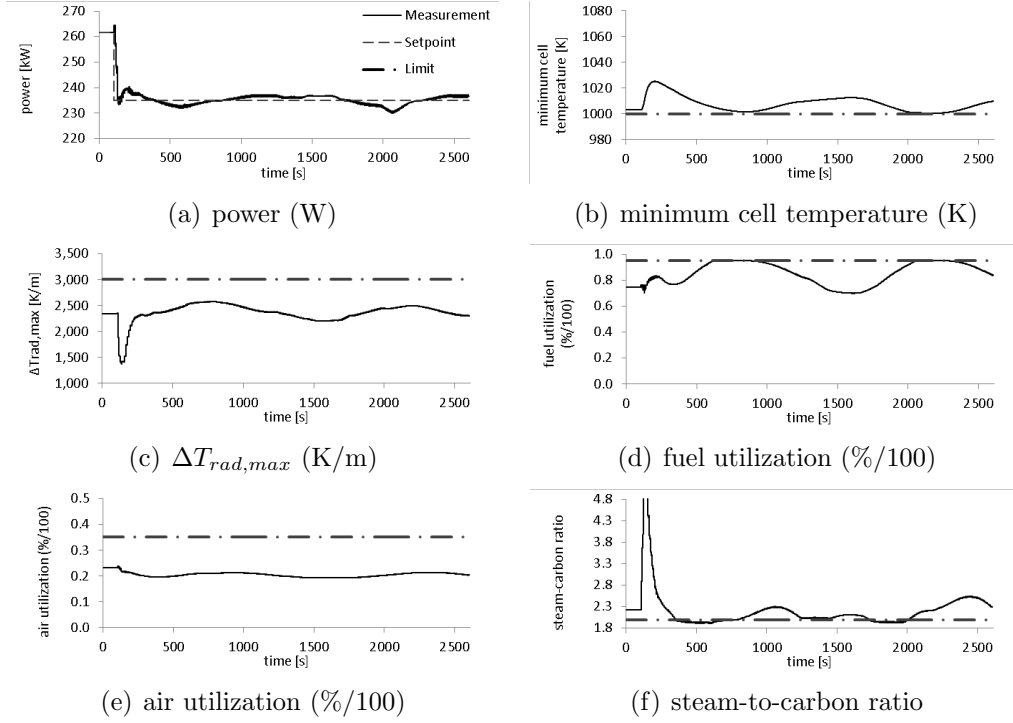 270
260
250
240
230
220
power [kW]
Measurement
Setpoint
Limit
0 500 1000 1500 2000 2500
time [s]
(a) power (W)
1080
1060
1040
1020
1000
980
minimum cell
temperature [K]
0 500 1000 1500 2000 2500
time [s]
(b) minimum cell temperature (K)
3,500
3,000
2,500
2,000
1,500
1,000
ΔTrad,max [K/m]
0 500 1000 1500 2000 2500
time [s]
(c) ΔT_{rad,max} (K/m)
1.0
0.8
0.6
0.4
0.2
0.0
fuel utilization
(%/100)
0 500 1000 1500 2000 2500
time [s]
(d) fuel utilization (%/100)
0.5
0.4
0.3
0.2
0.1
0.0
air utilization (%/100)
0 500 1000 1500 2000 2500
time [s]
(e) air utilization (%/100)
4.8
4.3
3.8
3.3
2.8
2.3
1.8
steam-carbon ratio
0 500 1000 1500 2000 2500
time [s]
(f) steam-to-carbon ratio